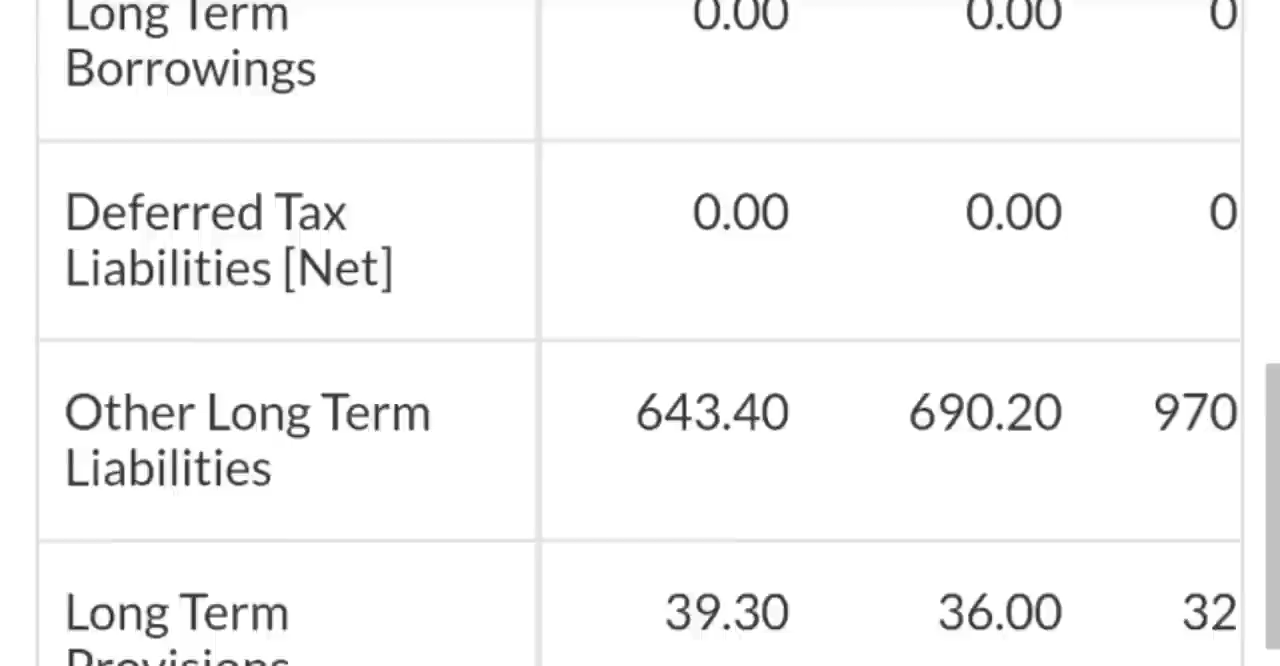 Long Term 0.00 0.00 0
Borrowings
Deferred Tax 0.00 0.00 0
Liabilities [Net]
Other Long Term 643.40 690.20 970
Liabilities
Long Term 39.30 36.00 32
Provisions